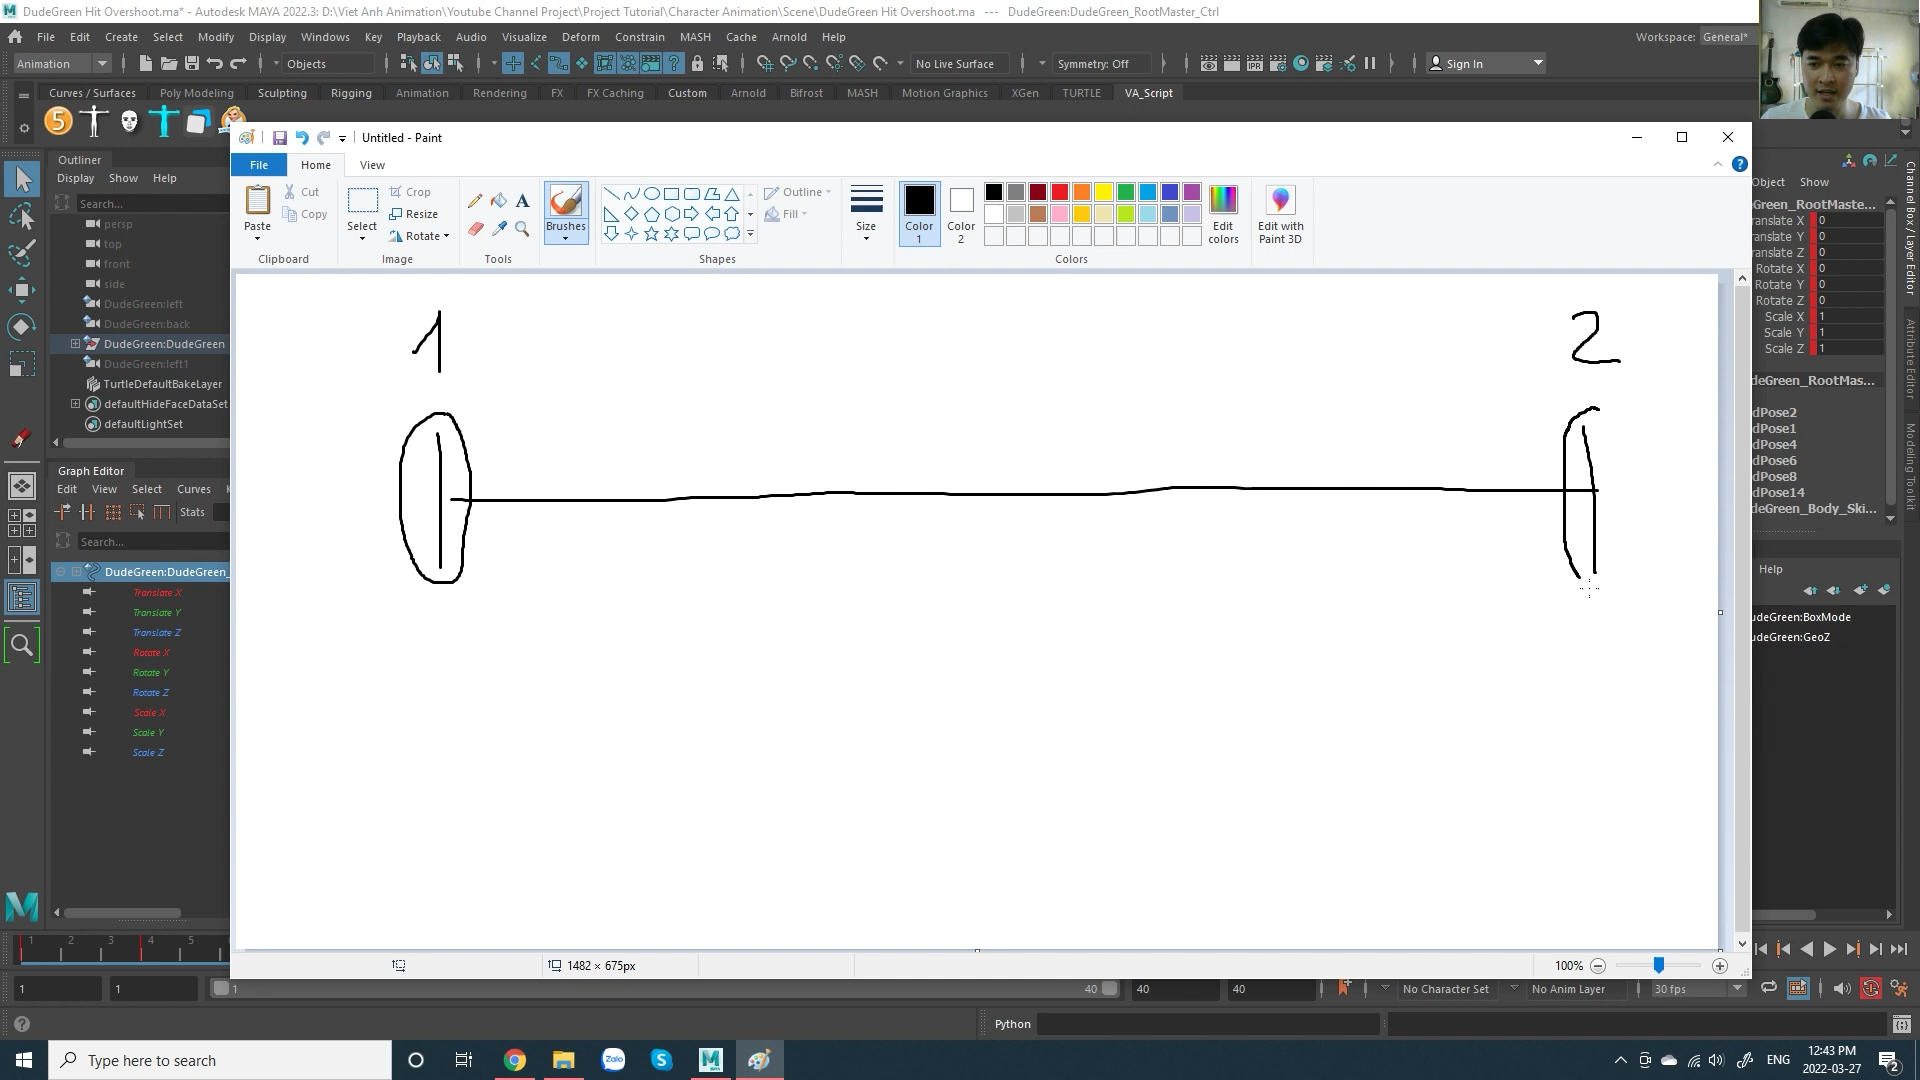 DudeGreen Hit Overshoot.ma* - Autodesk MAYA 2022.3: D:\Viet Anh Animation\Youtube Channel Project\Project Tutorial\Character Animation\Scene\DudeGreen Hit Overshoot.ma --- DudeGreen:DudeGreen_RootMaster_Ctrl
File Edit Create Select Modify Display Windows Key Playback Audio Visualize Deform Constrain MASH Cache Arnold Help
Workspace: General*
Animation Objects No Live Surface Symmetry: Off Sign In
Curves / Surfaces Poly Modeling Sculpting Rigging Animation Rendering FX FX Caching Custom Arnold Bifrost MASH Motion Graphics XGen TURTLE VA_Script
5
Untitled - Paint
File Home View
Paste Cut Copy
Clipboard
Select Crop Resize Rotate
Image
A
Tools
Brushes
Outline Fill
Shapes
Size
Color 1
Color 2
Edit colors
Colors
Edit with Paint 3D
1 2
1482 × 675px
100%
Outliner
Display Show Help
Search...
persp
top
front
side
DudeGreen:left
DudeGreen:back
DudeGreen:DudeGreen
DudeGreen:left1
TurtleDefaultBakeLayer
defaultHideFaceDataSet
defaultLightSet
Graph Editor
Edit View Select Curves
Stats
Search...
DudeGreen:DudeGreen_
Translate X
Translate Y
Translate Z
Rotate X
Rotate Y
Rotate Z
Scale X
Scale Y
Scale Z
Object Show
Green_RootMaste...
ranslate X 0
ranslate Y 0
ranslate Z 0
Rotate X 0
Rotate Y 0
Rotate Z 0
Scale X 1
Scale Y 1
Scale Z 1
deGreen_RootMas...
dPose2
dPose1
dPose4
dPose6
dPose8
dPose14
deGreen_Body_Ski...
Help
udeGreen:BoxMode
udeGreen:GeoZ
Channel Box / Layer Editor
Attribute Editor
Modeling Toolkit
1 2 3 4 5
1 1 1 40 40 40 No Character Set No Anim Layer 30 fps
Python
Type here to search
Zalo
ENG
12:43 PM
2022-03-27
2